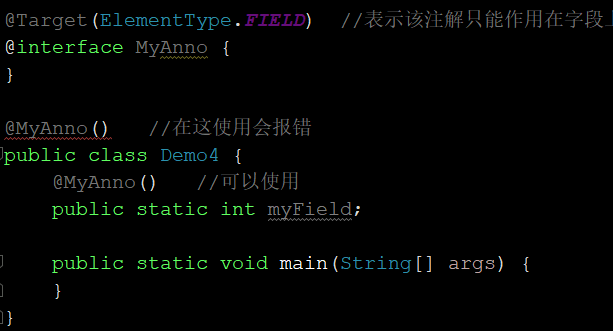 @Target(ElementType.FIELD)  //表示该注解只能作用在字段上
@interface MyAnno {
}
@MyAnno()   //在这使用会报错
public class Demo4 {
    @MyAnno()   //可以使用
    public static int myField;
    public static void main(String[] args) {
    }
}